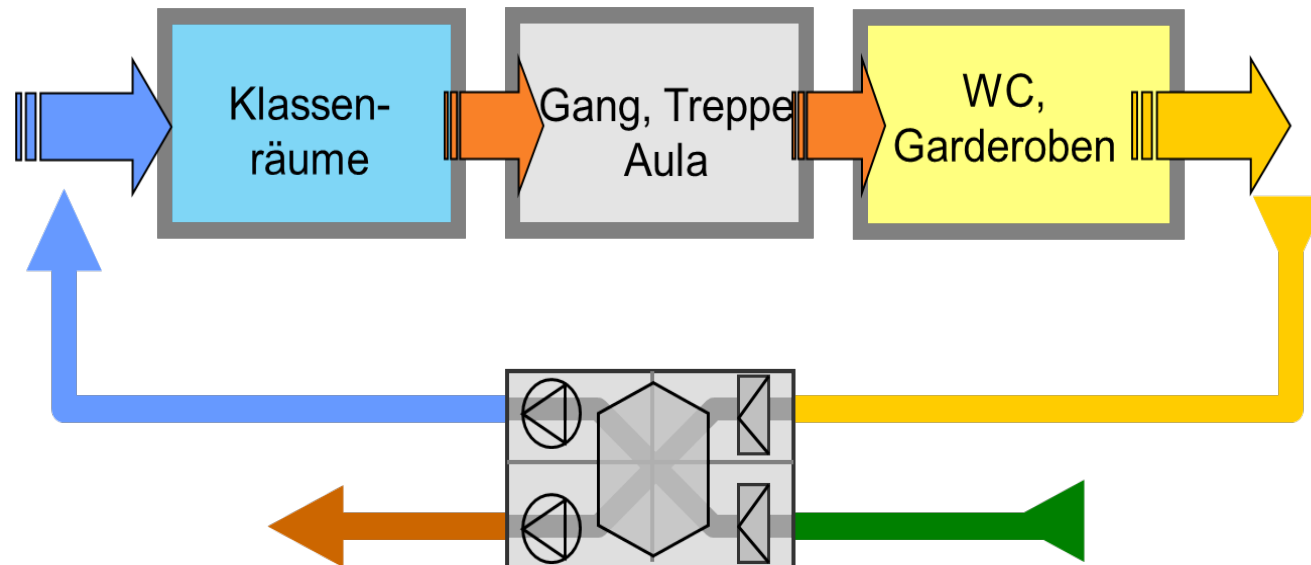 Klassen-
räume
Gang, Treppe
Aula
WC,
Garderoben